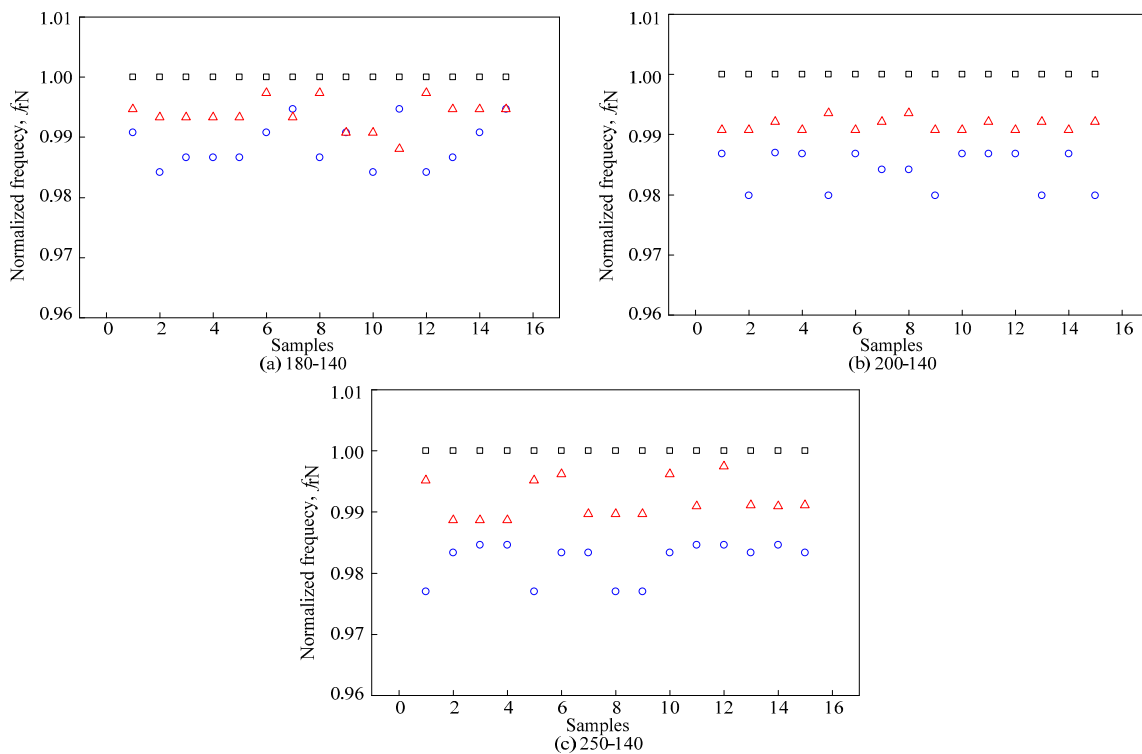 1.01
1.00
0.99
0.98
0.97
0.96
Normalized frequecy, frN
0 2 4 6 8 10 12 14 16
Samples
(a) 180-140
1.01
1.00
0.99
0.98
0.97
0.96
Normalized frequecy, frN
0 2 4 6 8 10 12 14 16
Samples
(b) 200-140
1.01
1.00
0.99
0.98
0.97
0.96
Normalized frequency, frN
0 2 4 6 8 10 12 14 16
Samples
(c) 250-140